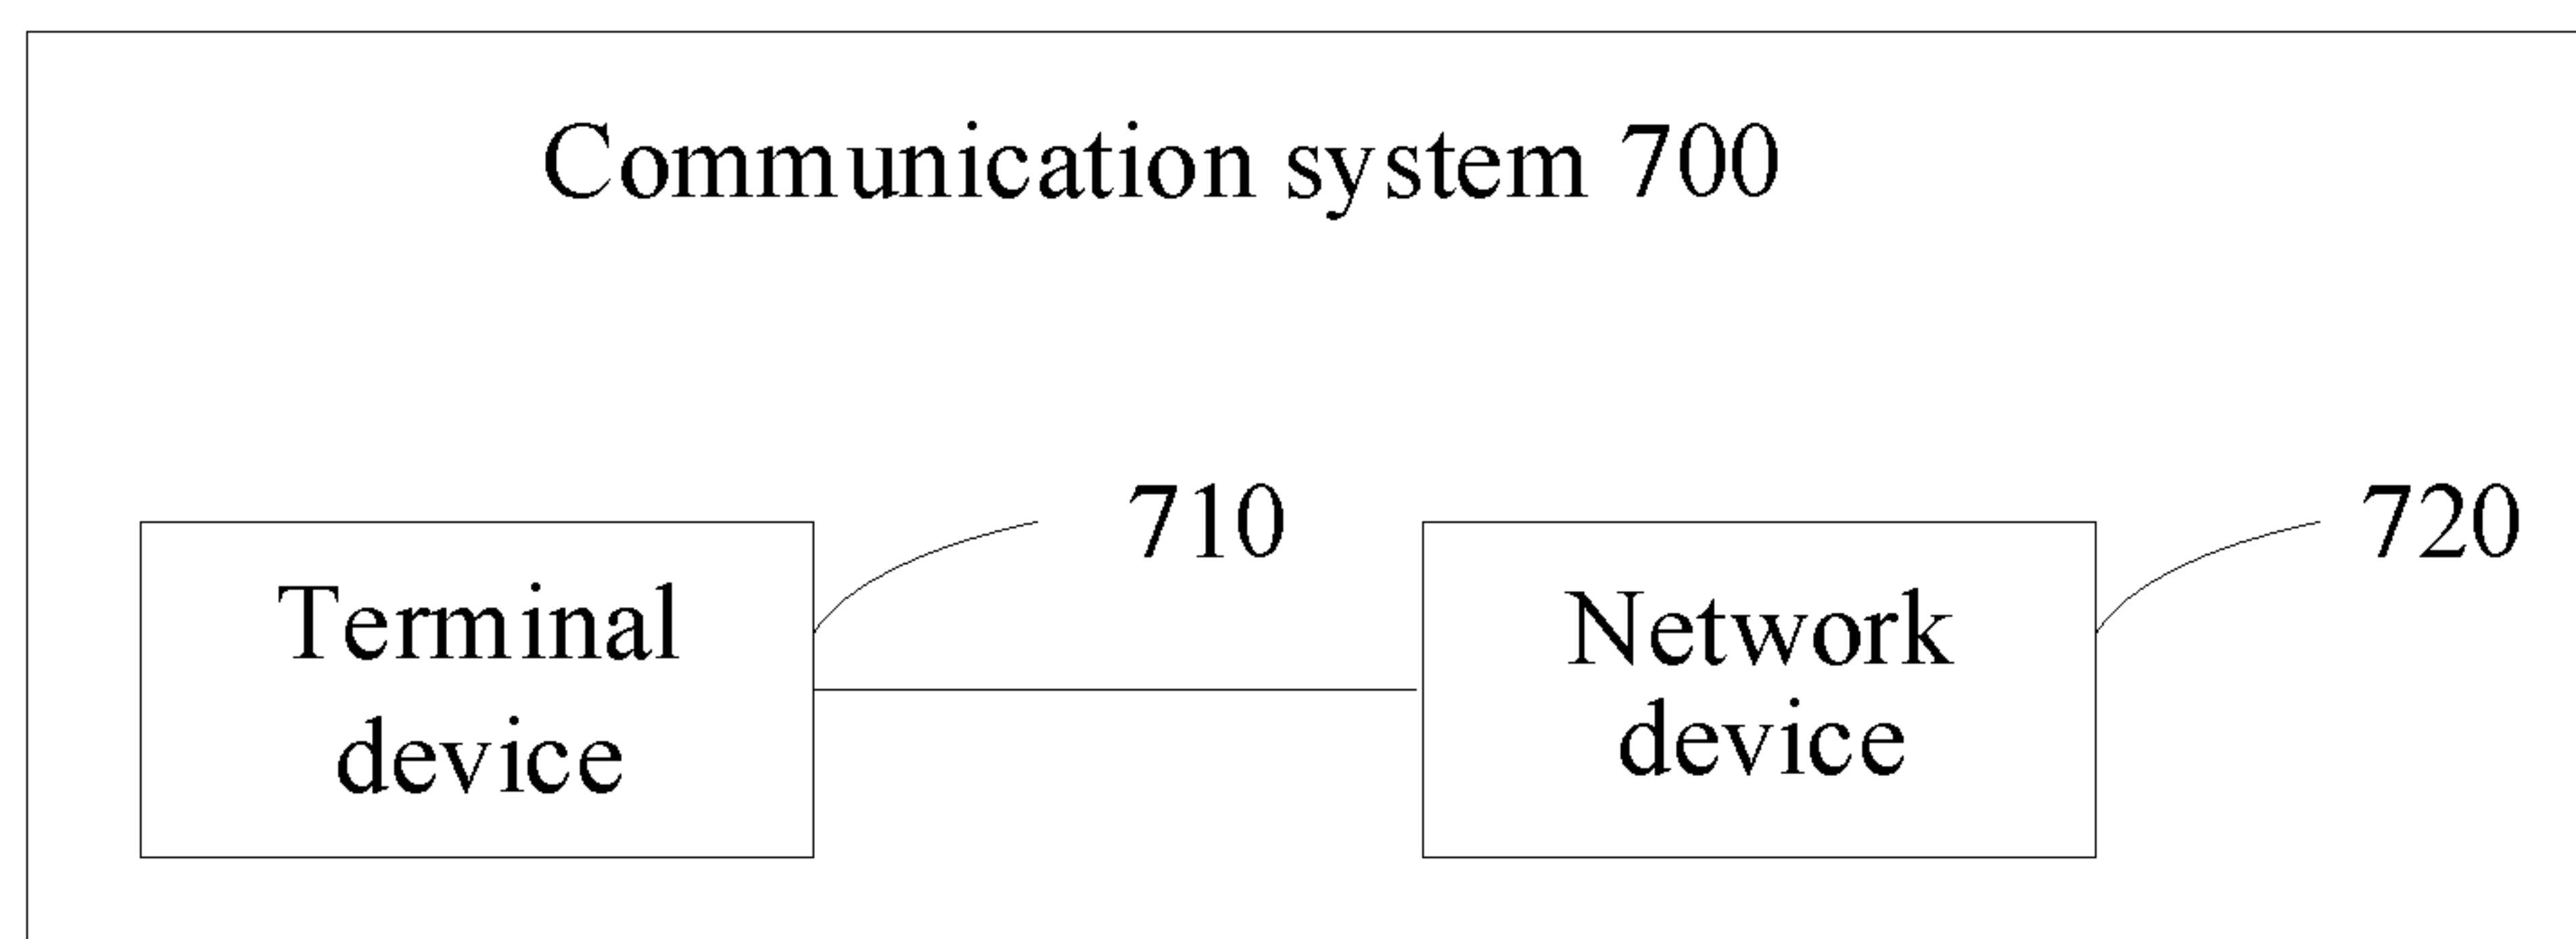 Communication system 700
710
720
Terminal
device
Network
device